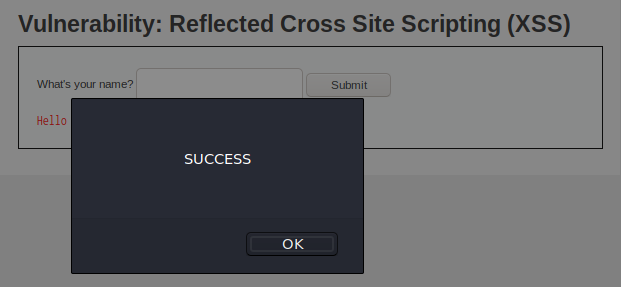 Vulnerability: Reflected Cross Site Scripting (XSS)
What's your name? Submit
Hello
SUCCESS
OK